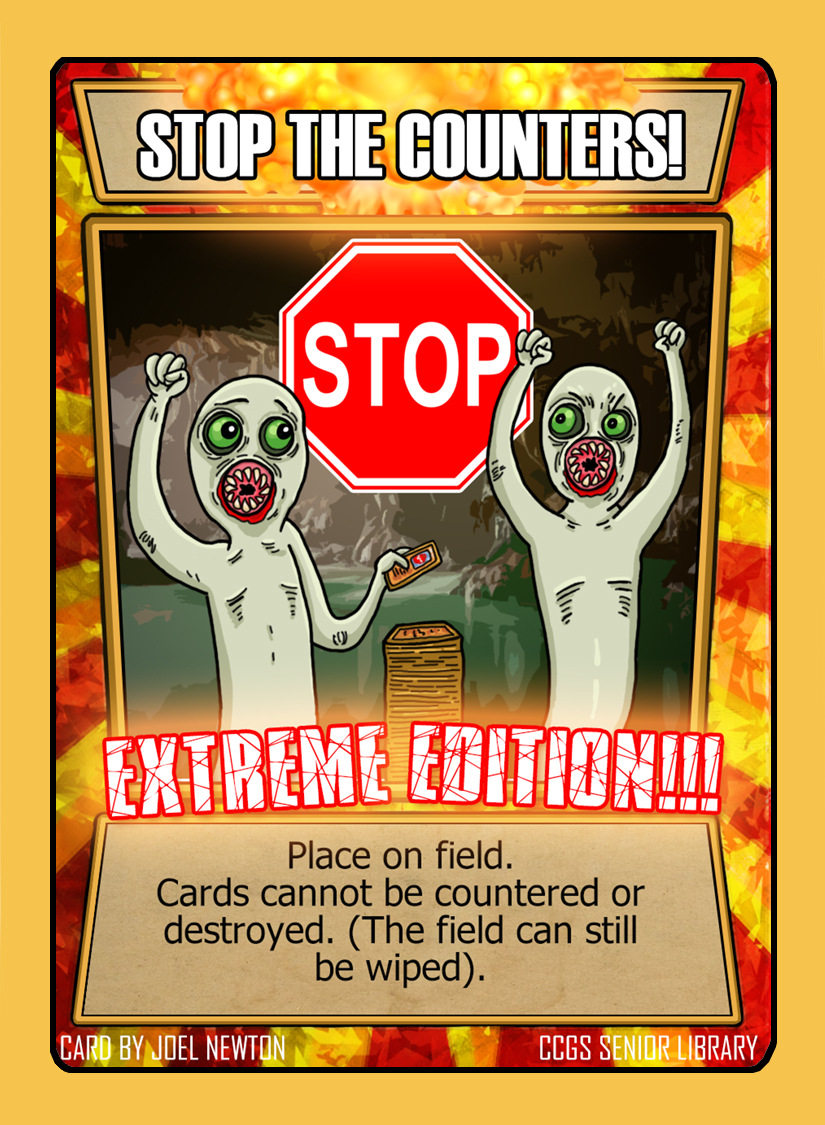 STOP THE COUNTERS!
STOP
EXTREME EDITION!!!
Place on field.
Cards cannot be countered or
destroyed. (The field can still
be wiped).
CARD BY JOEL NEWTON
CCGS SENIOR LIBRARY